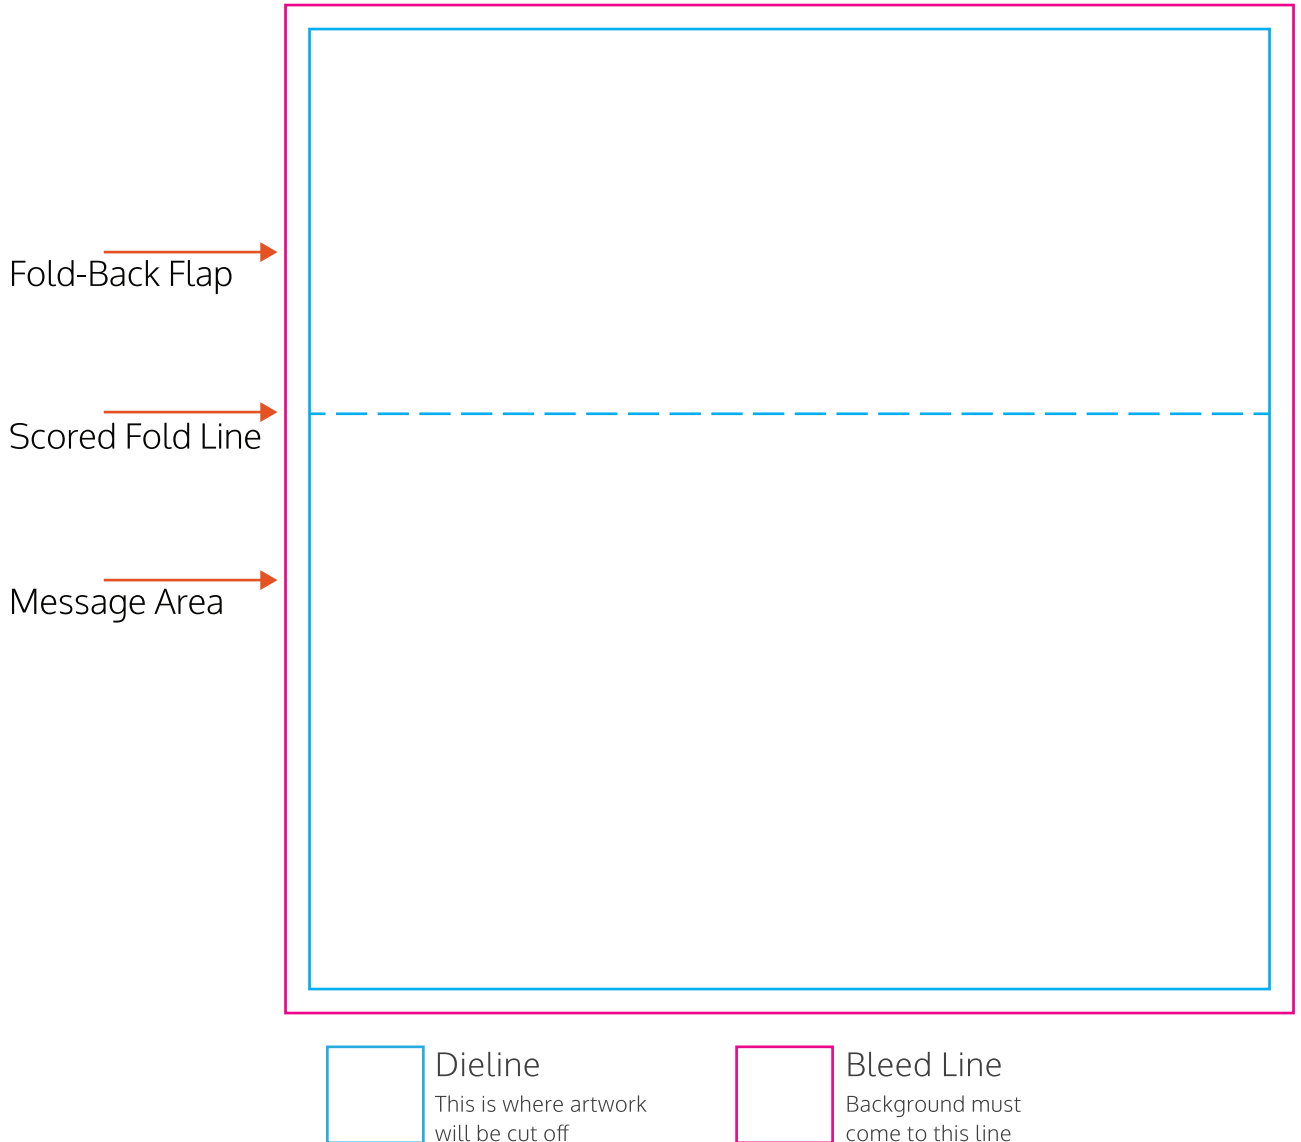 Fold-Back Flap
Scored Fold Line
Message Area
Dieline
This is where artwork
will be cut off
Bleed Line
Background must
come to this line